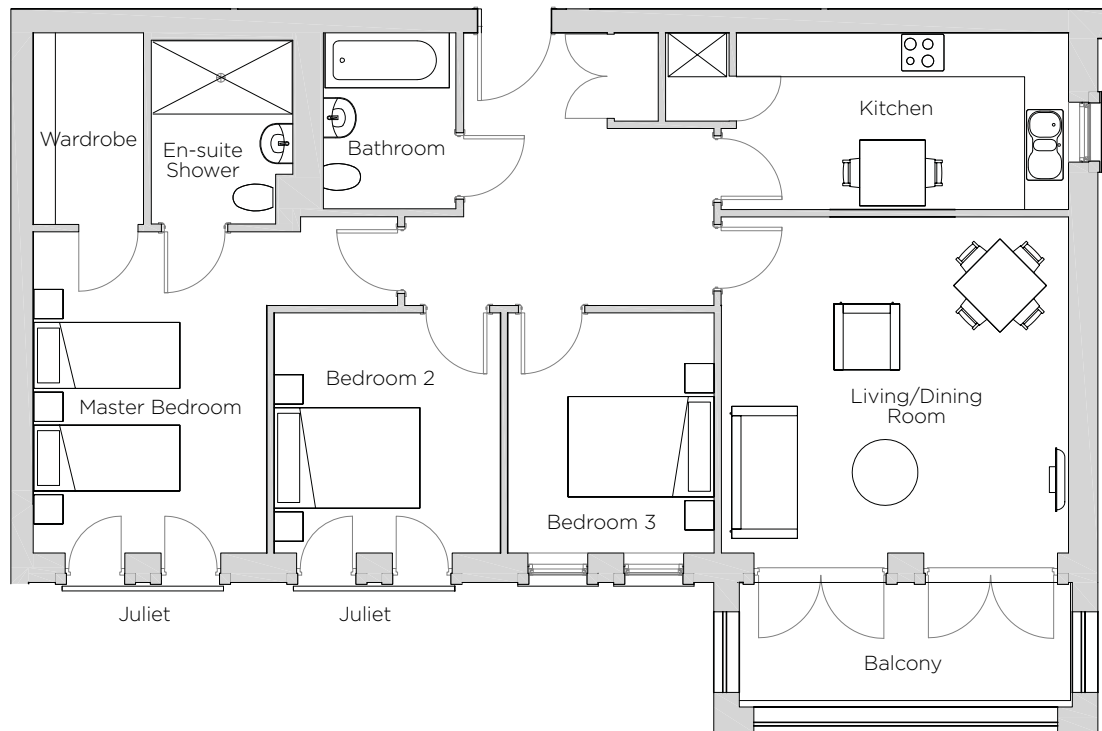 Wardrobe
En-suite
Shower
Bathroom
Kitchen
Master Bedroom
Bedroom 2
Bedroom 3
Living/Dining
Room
Juliet
Juliet
Balcony